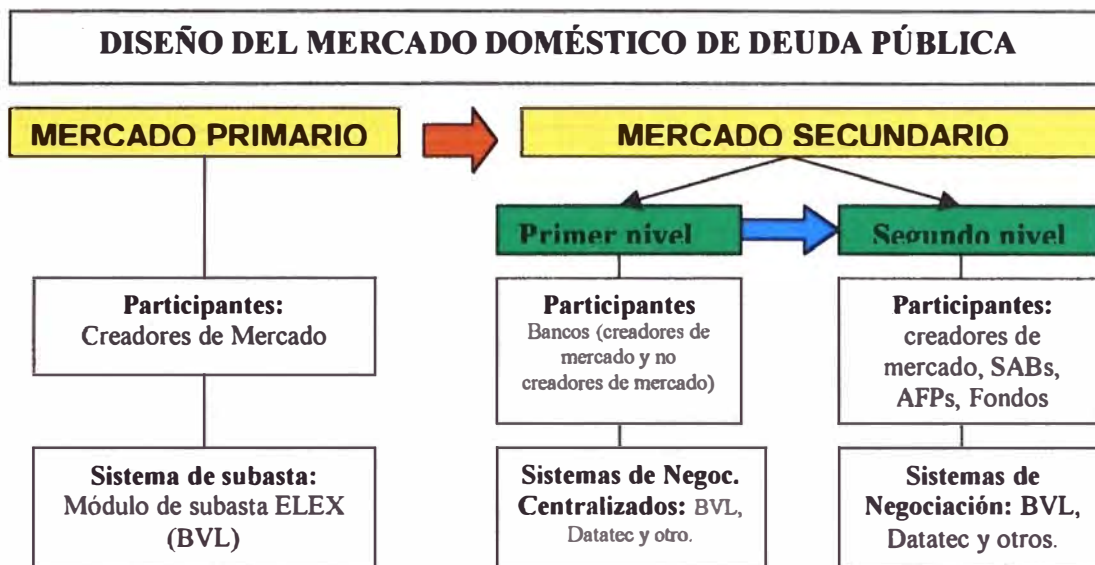 DISEÑO DEL MERCADO DOMÉSTICO DE DEUDA PÚBLICA
MERCADO PRIMARIO
MERCADO SECUNDARIO
Primer nivel
Segundo nivel
Participantes:
Creadores de Mercado
Participantes
Bancos (creadores de
mercado y no
creadores de mercado)
Participantes:
creadores de
mercado, SABs,
AFPs, Fondos
Sistema de subasta:
Módulo de subasta ELEX
(BVL)
Sistemas de Negoc.
Centralizados: BVL,
Datatec y otro.
Sistemas de
Negociación: BVL,
Datatec y otros.